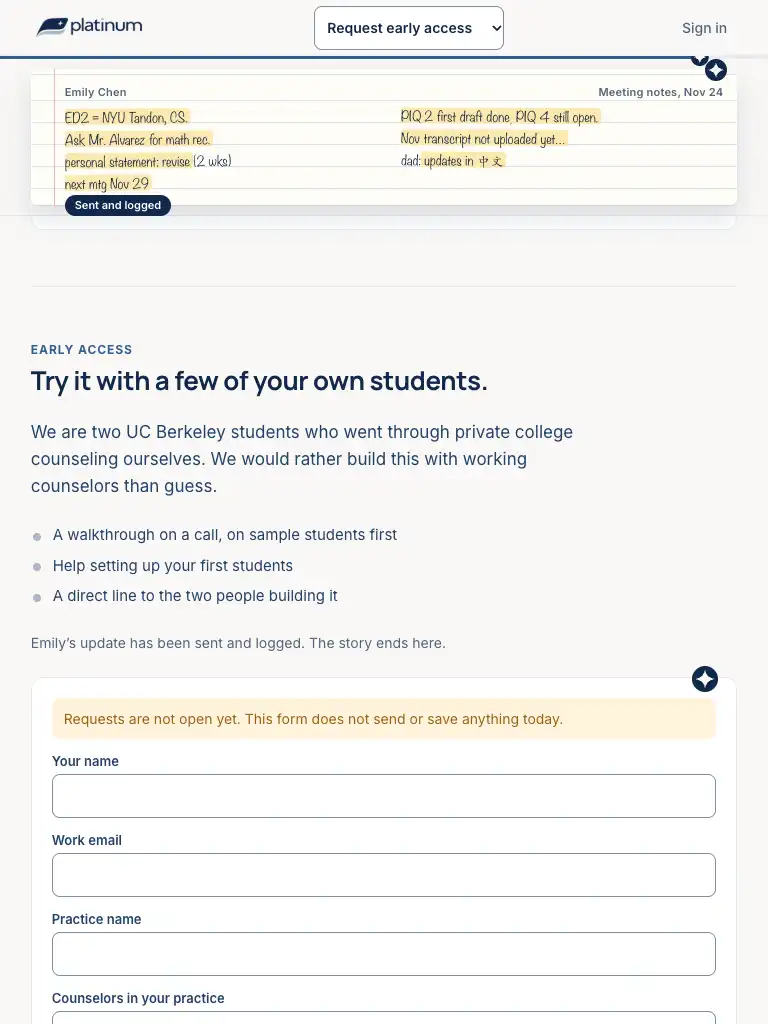 platinum
Request early access
Sign in
Emily Chen
Meeting notes, Nov 24
ED2 = NYU Tandon, CS.
Ask Mr. Alvarez for math rec.
personal statement: revise (2 wks)
next mtg Nov 29
PIQ 2 first draft done, PIQ 4 still open.
Nov transcript not uploaded yet...
dad: updates in 中文
Sent and logged
EARLY ACCESS
Try it with a few of your own students.
We are two UC Berkeley students who went through private college
counseling ourselves. We would rather build this with working
counselors than guess.
A walkthrough on a call, on sample students first
Help setting up your first students
A direct line to the two people building it
Emily’s update has been sent and logged. The story ends here.
Requests are not open yet. This form does not send or save anything today.
Your name
Work email
Practice name
Counselors in your practice